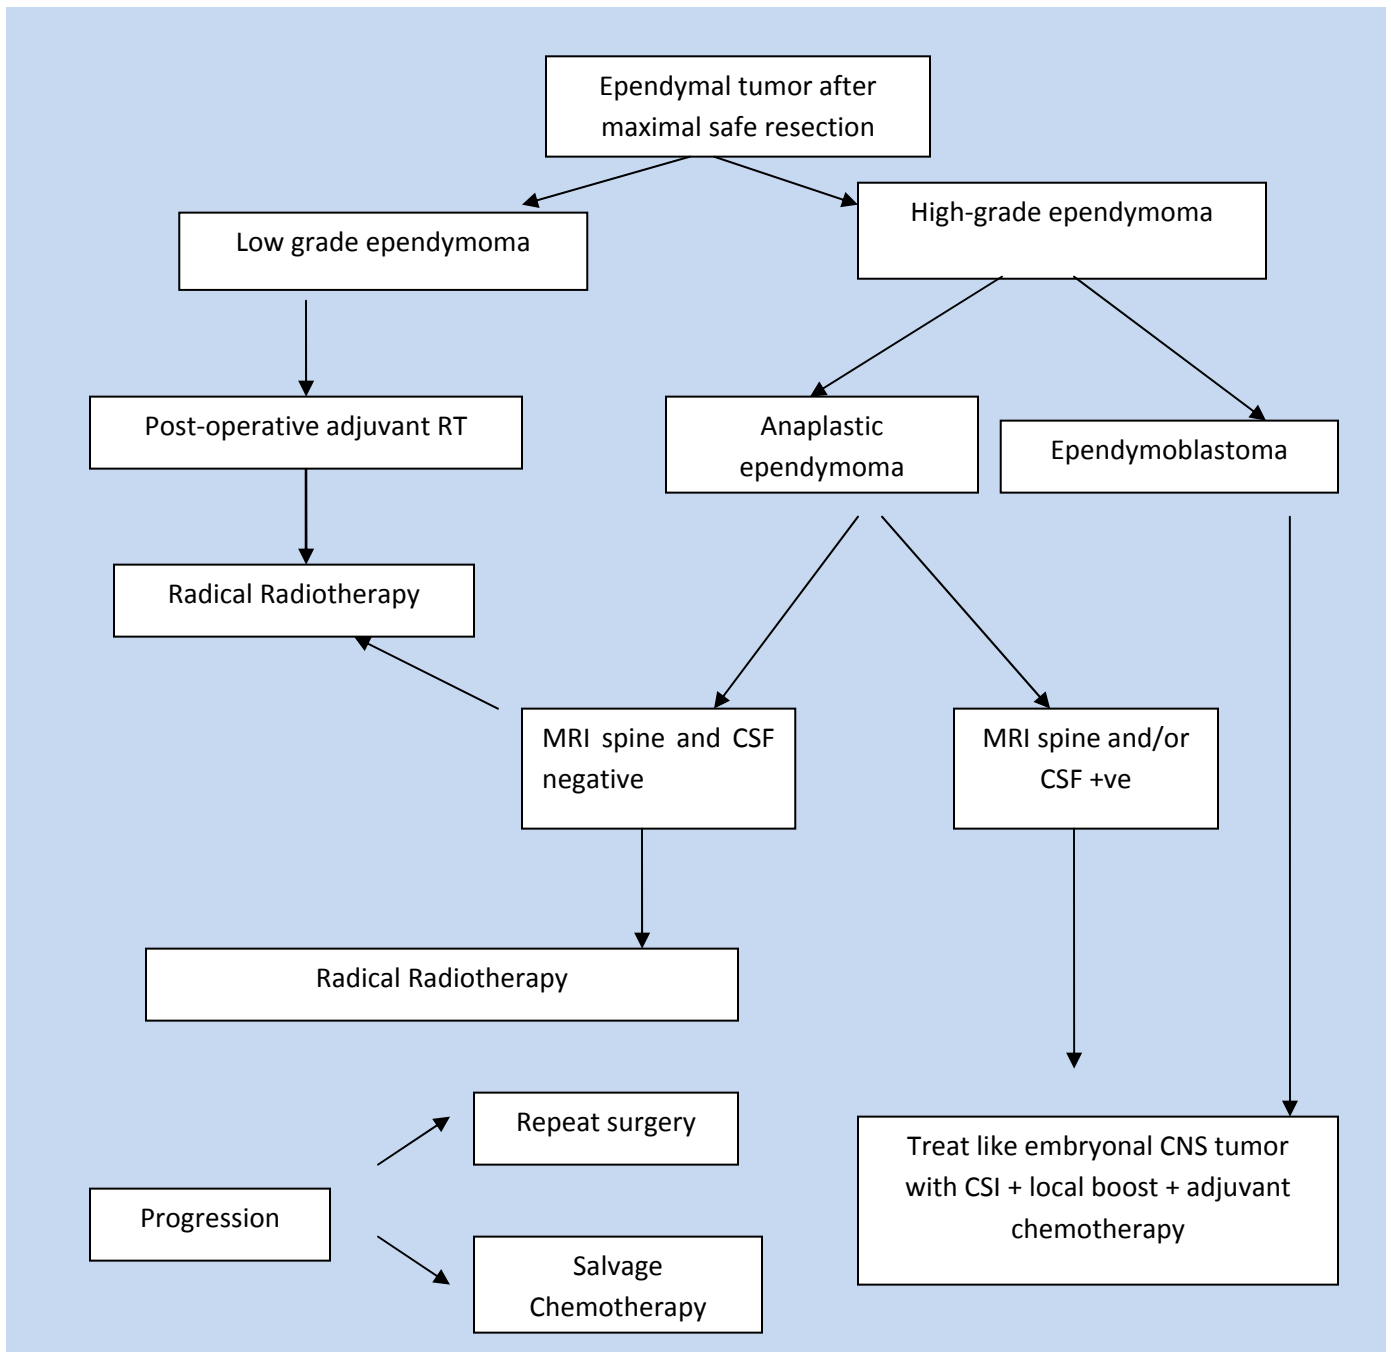 Ependymal tumor after
maximal safe resection
High-grade ependymoma
Low grade ependymoma
Post-operative adjuvant RT
Anaplastic
ependymoma
Ependymoblastoma
Radical Radiotherapy
MRI spine and CSF
negative
MRI spine and/or
CSF +ve
Radical Radiotherapy
Repeat surgery
Treat like embryonal CNS tumor
with CSI + local boost + adjuvant
chemotherapy
Progression
Salvage
Chemotherapy